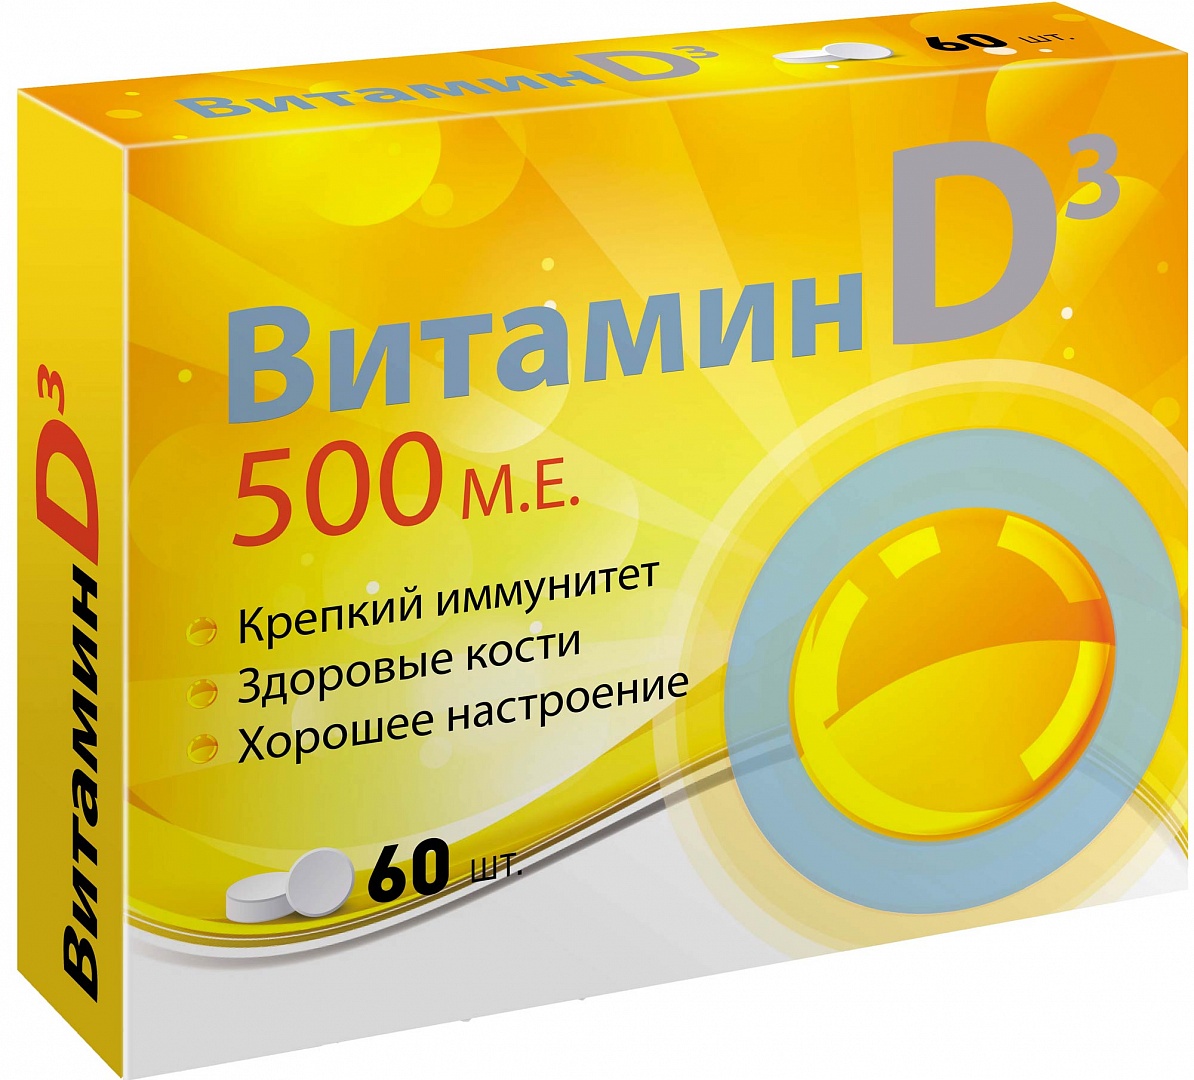 Витамин D3
60 шт.
Витамин D3
500 м.е.
Крепкий иммунитет
Здоровые кости
Хорошее настроение
60 шт.
Витамин D3